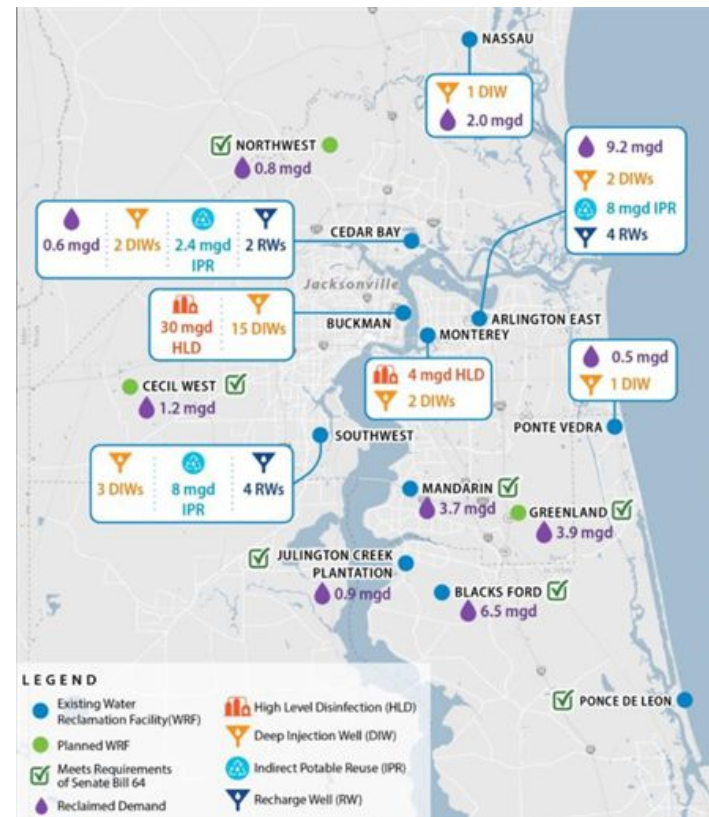 NASSAU
1 DIW
2.0 mgd
NORTHWEST
0.8 mgd
9.2 mgd
2 DIWs
8 mgd IPR
4 RWs
0.6 mgd
2 DIWs
2.4 mgd
IPR
2 RWs
CEDAR BAY
Jacksonville
30 mgd
HLD
15 DIWs
BUCKMAN
ARLINGTON EAST
MONTEREY
4 mgd HLD
2 DIWs
0.5 mgd
1 DIW
CECIL WEST
1.2 mgd
PONTE VEDRA
SOUTHWEST
3 DIWs
8 mgd
IPR
4 RWs
MANDARIN
3.7 mgd
GREENLAND
3.9 mgd
JULINGTON CREEK
PLANTATION
0.9 mgd
BLACKS FORD
6.5 mgd
PONCE DE LEON
LEGEND
Existing Water
Reclamation Facility(WRF)
Planned WRF
Meets Requirements
of Senate Bill 64
Reclaimed Demand
High Level Disinfection (HLD)
Deep Injection Well (DIW)
Indirect Potable Reuse (IPR)
Recharge Well (RW)